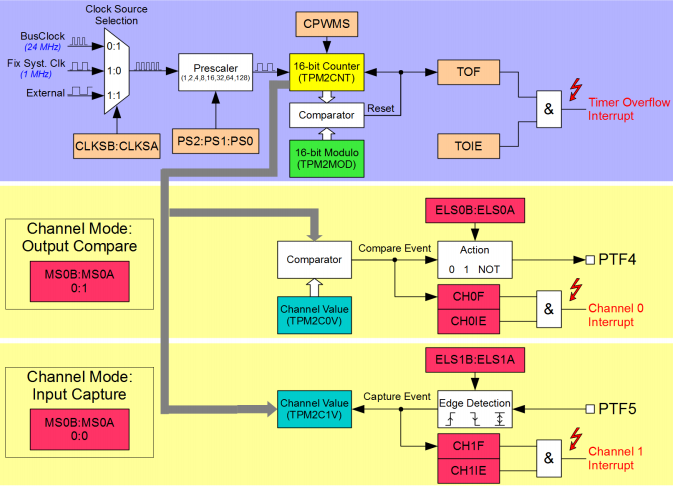 Clock Source
Selection
BusClock
(24 MHz)
Fix Syst. Clk
(1 MHz)
External
0:1
1:0
1:1
CLKSB:CLKSA
Prescaler
(1,2,4,8,16,32,64,128)
PS2:PS1:PS0
CPWMS
16-bit Counter
(TPM2CNT)
Comparator
Reset
16-bit Modulo
(TPM2MOD)
TOF
TOIE
&
Timer Overflow
Interrupt
Channel Mode:
Output Compare
MS0B:MS0A
0:1
Comparator
Channel Value
(TPM2C0V)
Compare Event
ELS0B:ELS0A
Action
0 1 NOT
PTF4
CH0F
CH0IE
&
Channel 0
Interrupt
Channel Mode:
Input Capture
MS0B:MS0A
0:0
Channel Value
(TPM2C1V)
Capture Event
ELS1B:ELS1A
Edge Detection
PTF5
CH1F
CH1IE
&
Channel 1
Interrupt